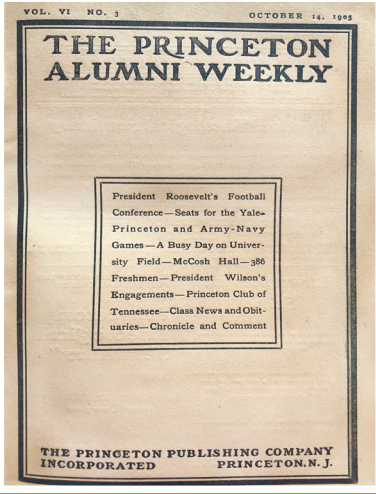 VOL. VI NO. 3 OCTOBER 14, 1905
THE PRINCETON
ALUMNI WEEKLY
President Roosevelt's Football
Conference—Seats for the Yale-
Princeton and Army-Navy
Games—A Busy Day on Univer-
sity Field—McCosh Hall—386
Freshmen—President Wilson's
Engagements—Princeton Club of
Tennessee—Class News and Obit-
uaries—Chronicle and Comment
THE PRINCETON PUBLISHING COMPANY
INCORPORATED PRINCETON, N. J.